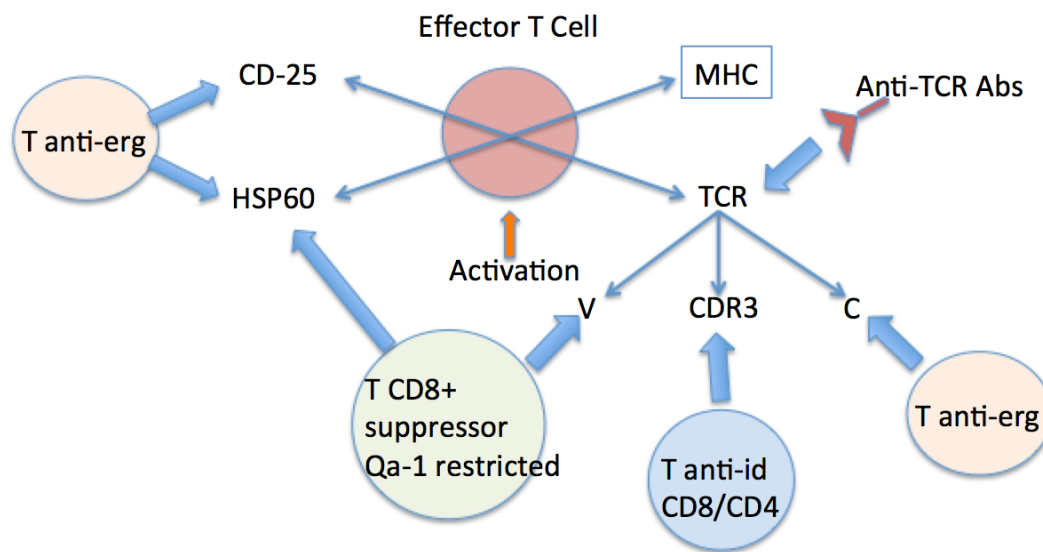 Effector T Cell
CD-25
MHC
Anti-TCR Abs
T anti-erg
HSP60
TCR
Activation
V
CDR3
C
T CD8+
suppressor
Qa-1 restricted
T anti-id
CD8/CD4
T anti-erg